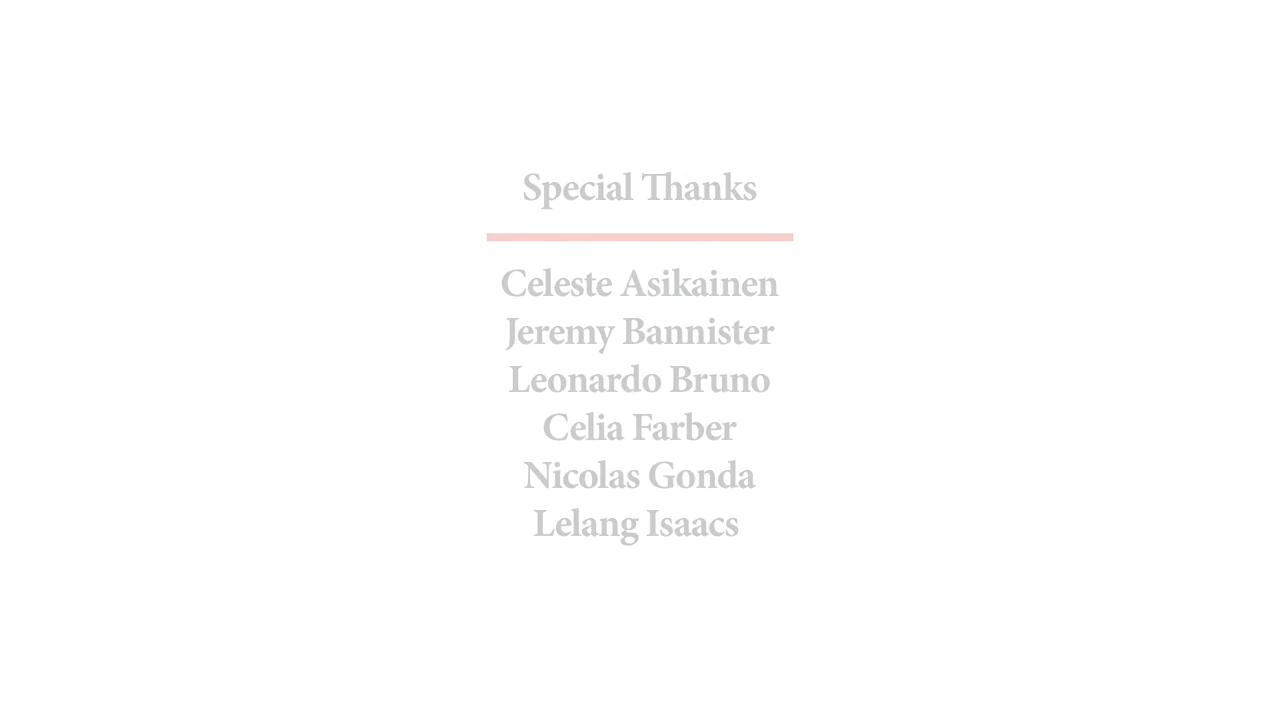 Special Thanks
Celeste Asikainen
Jeremy Bannister
Leonardo Bruno
Celia Farber
Nicolas Gonda
Lelang Isaacs